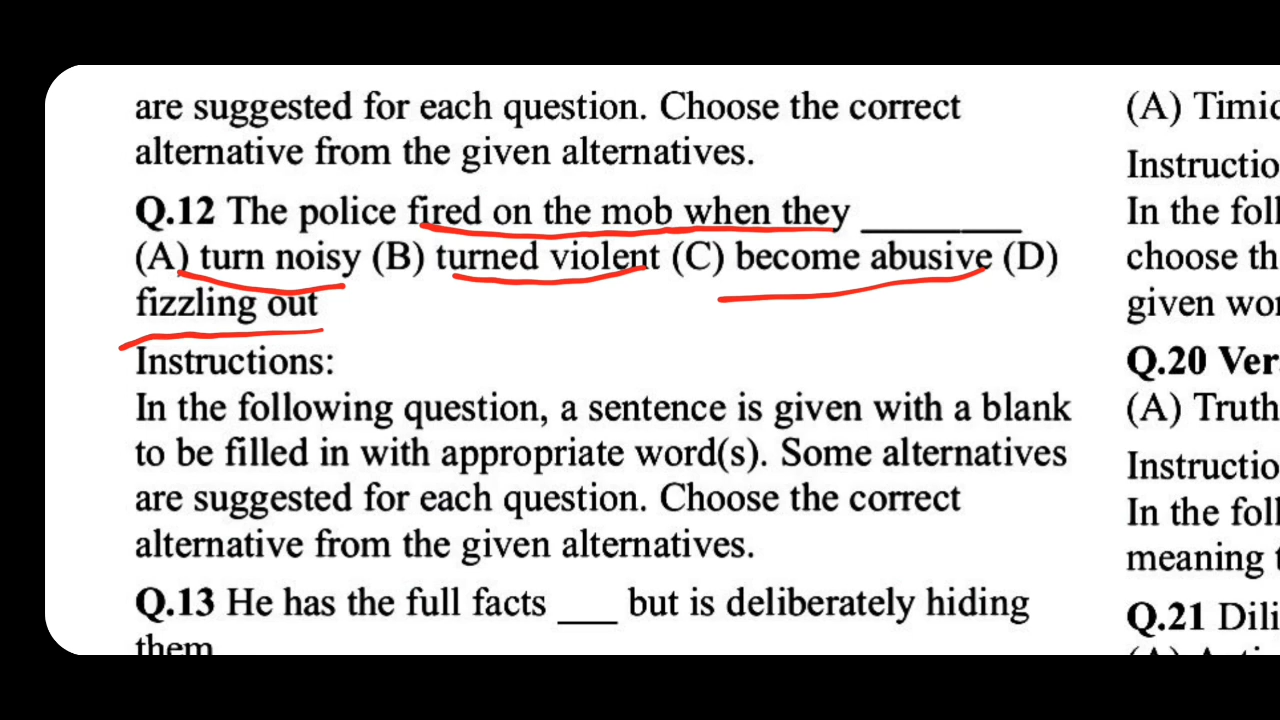 are suggested for each question. Choose the correct
alternative from the given alternatives.
Q.12 The police fired on the mob when they ________
(A) turn noisy (B) turned violent (C) become abusive (D)
fizzling out
Instructions:
In the following question, a sentence is given with a blank
to be filled in with appropriate word(s). Some alternatives
are suggested for each question. Choose the correct
alternative from the given alternatives.
Q.13 He has the full facts ___ but is deliberately hiding
them
(A) Timid
Instructio
In the foll
choose th
given wor
Q.20 Ver
(A) Truth
Instructio
In the foll
meaning t
Q.21 Dili